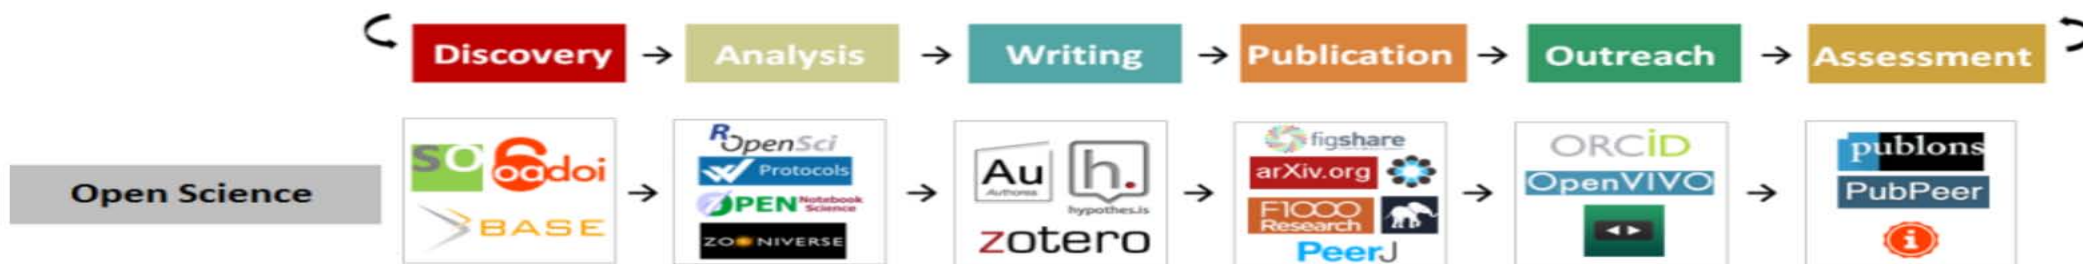 Discovery
Analysis
Writing
Publication
Outreach
Assessment
Open Science
SO
oadoi
BASE
ROpenSci
Protocols
OPEN Notebook Science
ZOONIVERSE
Au
Authorea
h.
hypothes.is
zotero
figshare
arXiv.org
F1000
Research
PeerJ
ORCiD
OpenVIVO
publons
PubPeer
i